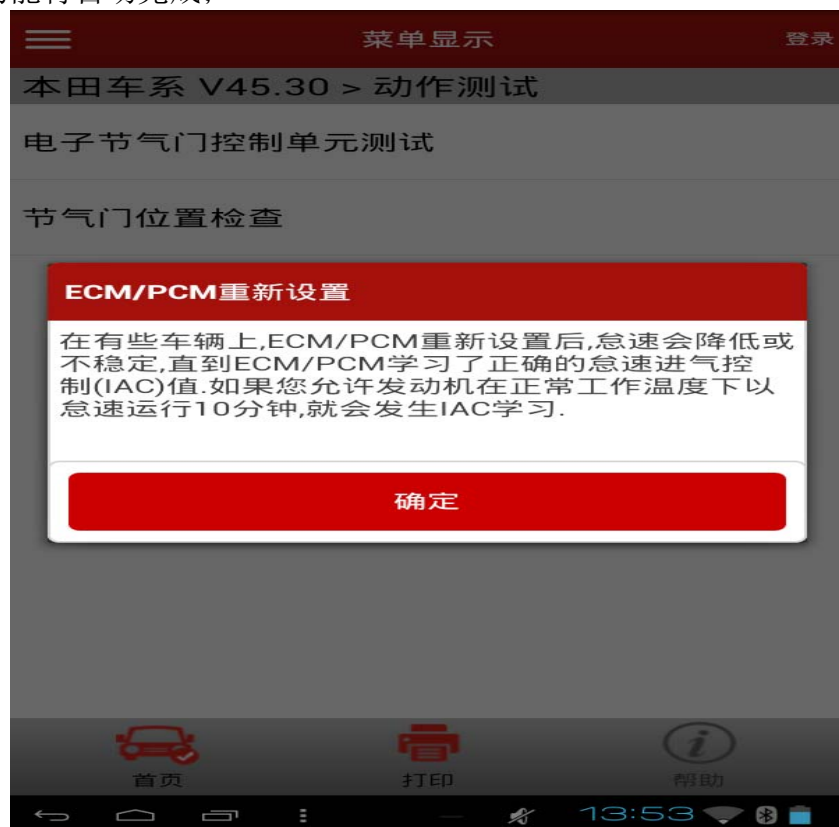 菜单显示
登录
本田车系 V45.30 > 动作测试
电子节气门控制单元测试
节气门位置检查
ECM/PCM重新设置
在有些车辆上,ECM/PCM重新设置后,怠速会降低或
不稳定,直到ECM/PCM学习了正确的怠速进气控
制(IAC)值.如果您允许发动机在正常工作温度下以
怠速运行10分钟,就会发生IAC学习.
确定
首页
打印
帮助
13:53